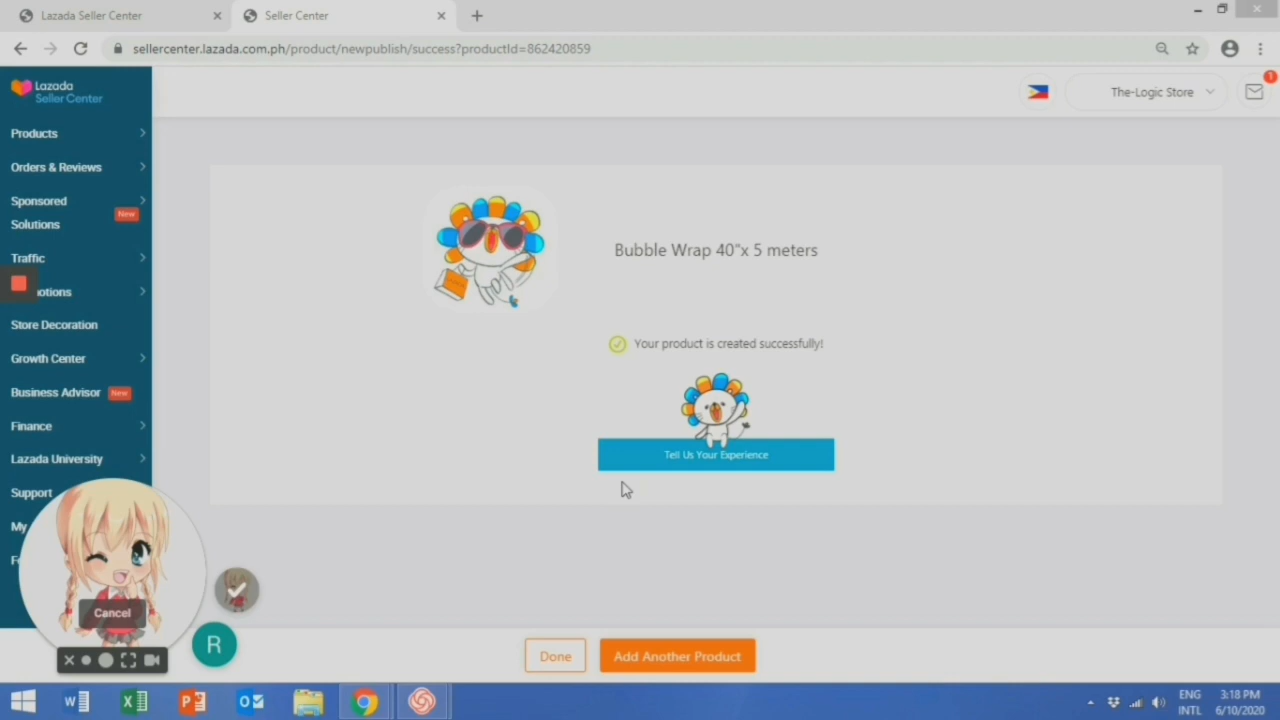 Lazada Seller Center
Seller Center
sellercenter.lazada.com.ph/product/newpublish/success?productId=862420859
Lazada
Seller Center
The-Logic Store
1
Products
Orders & Reviews
Sponsored
Solutions
New
Traffic
otions
Store Decoration
Growth Center
Business Advisor New
Finance
Lazada University
Support
My
Bubble Wrap 40"x 5 meters
Your product is created successfully!
Tell Us Your Experience
Cancel
R
Done
Add Another Product
ENG
INTL
3:18 PM
6/10/2020